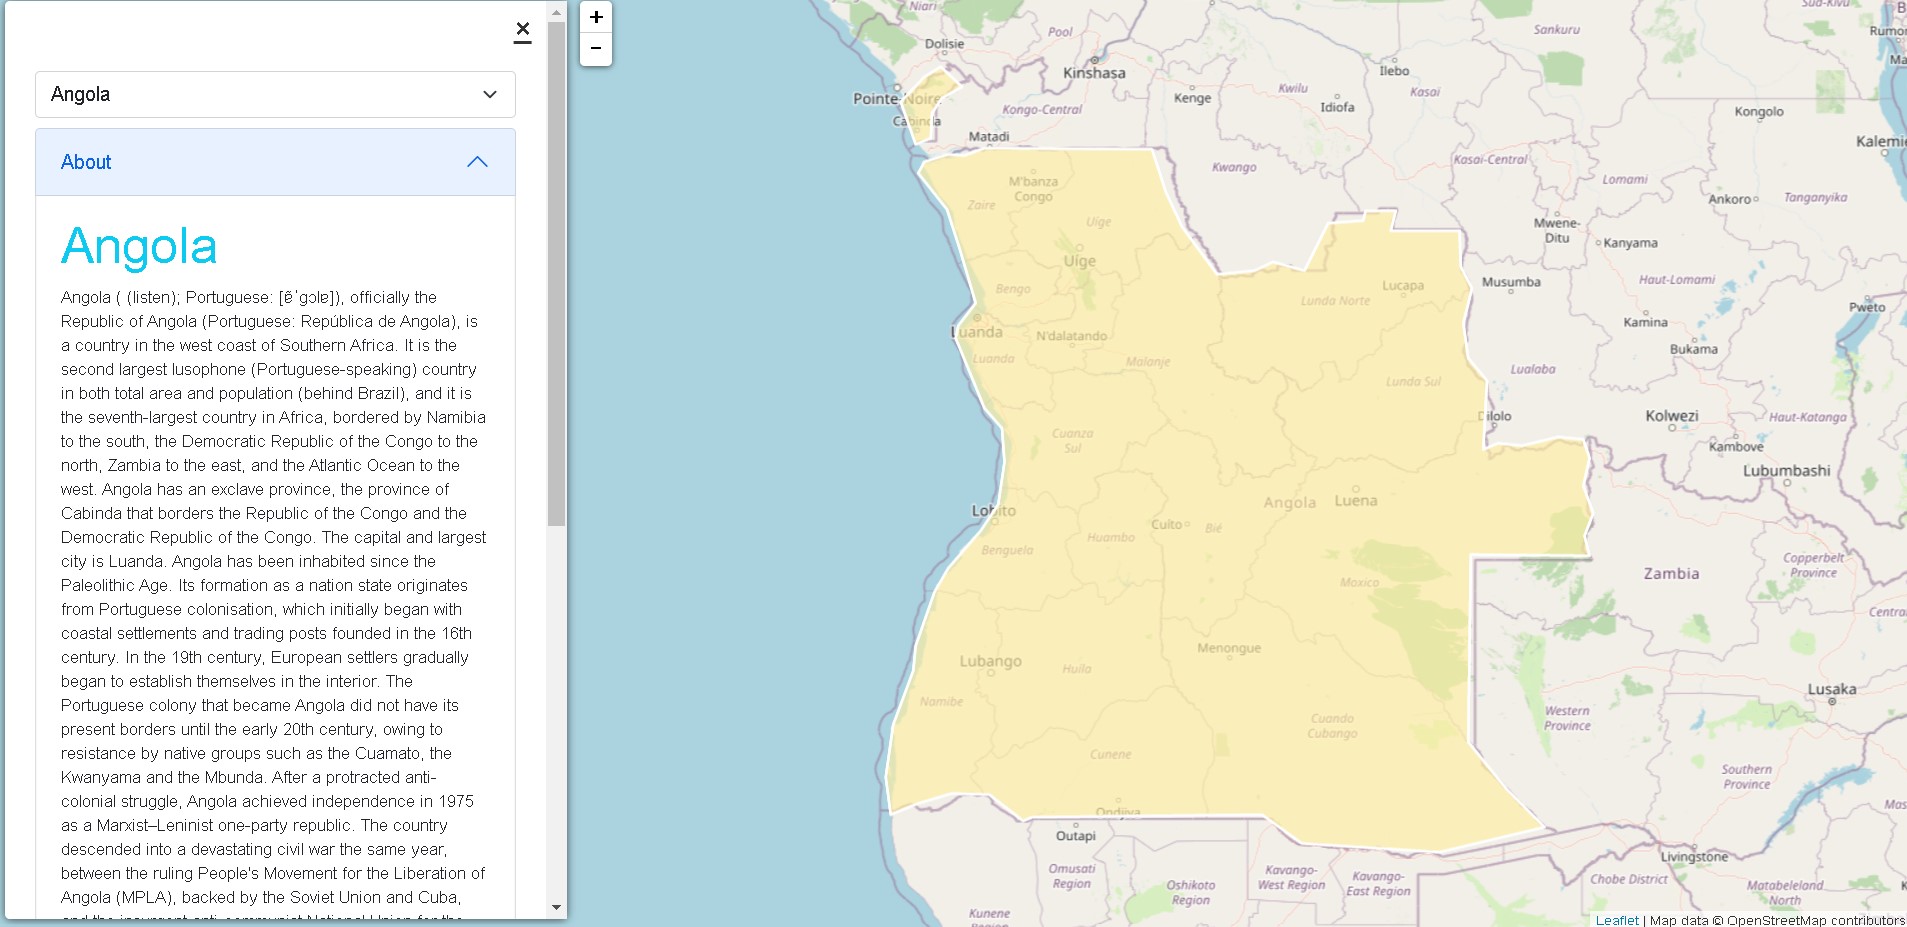 ×
Angola
About
Angola
Angola ( (listen); Portuguese: [ɐ̃ˈɡɔlɐ]), officially the
Republic of Angola (Portuguese: República de Angola), is
a country in the west coast of Southern Africa. It is the
second largest lusophone (Portuguese-speaking) country
in both total area and population (behind Brazil), and it is
the seventh-largest country in Africa, bordered by Namibia
to the south, the Democratic Republic of the Congo to the
north, Zambia to the east, and the Atlantic Ocean to the
west. Angola has an exclave province, the province of
Cabinda that borders the Republic of the Congo and the
Democratic Republic of the Congo. The capital and largest
city is Luanda. Angola has been inhabited since the
Paleolithic Age. Its formation as a nation state originates
from Portuguese colonisation, which initially began with
coastal settlements and trading posts founded in the 16th
century. In the 19th century, European settlers gradually
began to establish themselves in the interior. The
Portuguese colony that became Angola did not have its
present borders until the early 20th century, owing to
resistance by native groups such as the Cuamato, the
Kwanyama and the Mbunda. After a protracted anti-
colonial struggle, Angola achieved independence in 1975
as a Marxist–Leninist one-party republic. The country
descended into a devastating civil war the same year,
between the ruling People's Movement for the Liberation of
Angola (MPLA), backed by the Soviet Union and Cuba,
+
−
Niari
Dolisie
Pool
Kinshasa
Pointe-Noire
Cabinda
Kongo-Central
Matadi
Kenge
Kwilu
Idiofa
Ilebo
Kasai
Sankuru
Sud-Kivu
Kongolo
Kwango
Kasai-Central
Lomami
Ankoro
Tanganyika
Mwene-
Ditu
Kanyama
Musumba
Haut-Lomami
Pweto
Kamina
Bukama
Lualaba
M'banza
Congo
Zaire
Uíge
Uíge
Bengo
Luanda
N'dalatando
Luanda
Malanje
Lunda Norte
Lucapa
Lunda Sul
Dilolo
Kolwezi
Haut-Katanga
Kambove
Lubumbashi
Cuanza
Sul
Angola
Luena
Lobito
Cuito
Bié
Huambo
Benguela
Moxico
Zambia
Copperbelt
Province
Menongue
Lubango
Huíla
Namibe
Cuando
Cubango
Cunene
Ondjiva
Lusaka
Western
Province
Southern
Province
Outapi
Livingstone
Omusati
Region
Oshikoto
Region
Kavango-
West Region
Kavango-
East Region
Chobe District
Matabeleland
North
Kunene
Region
Leaflet | Map data © OpenStreetMap contributors